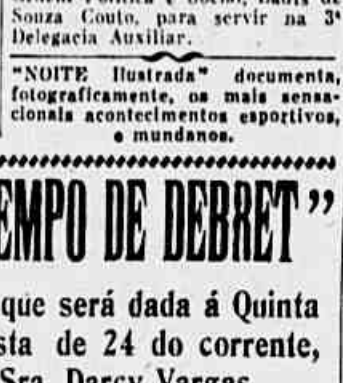 Souza Couto, para servir na 3ª
Delegacia Auxiliar.
"NOITE Ilustrada" documenta,
fotograficamente, os mais sensa-
cionais acontecimentos esportivos,
e mundanos.
EMPO DE DEBRET"
que será dada á Quinta
sta de 24 do corrente,
Sra. Darcy Vargas